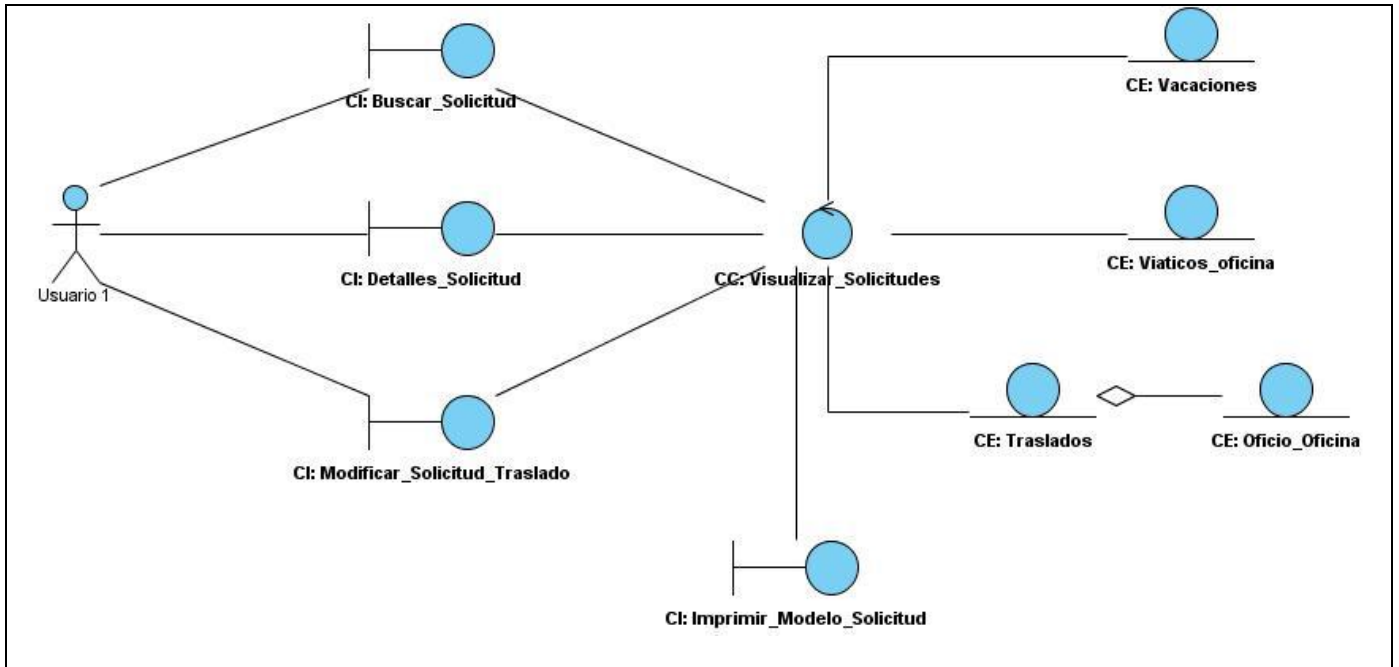 CI: Buscar_Solicitud
CE: Vacaciones
Usuario 1
CI: Detalles_Solicitud
CC: Visualizar_Solicitudes
CE: Viaticos_oficina
CI: Modificar_Solicitud_Traslado
CE: Traslados
CE: Oficio_Oficina
CI: Imprimir_Modelo_Solicitud